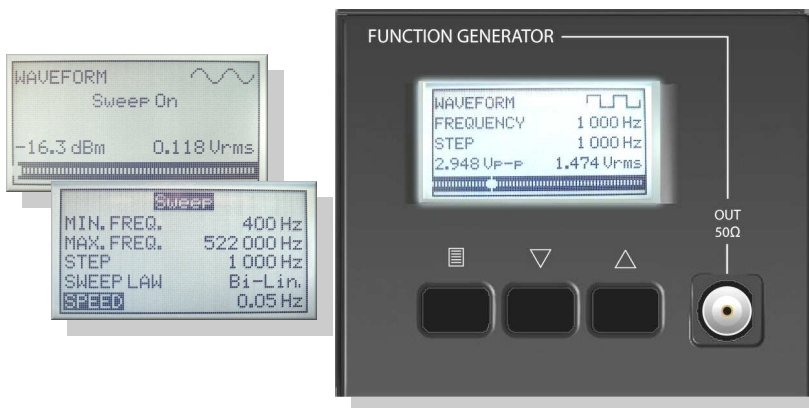 WAVEFORM
Sweep On
-16.3 dBm 0.118 Vrms
Sweep
MIN. FREQ. 400 Hz
MAX. FREQ. 522 000 Hz
STEP 1 000 Hz
SWEEP LAW Bi-Lin.
SPEED 0.05 Hz
FUNCTION GENERATOR
WAVEFORM
FREQUENCY 1 000 Hz
STEP 1 000 Hz
2.948 Vp-p 1.474 Vrms
OUT
50Ω